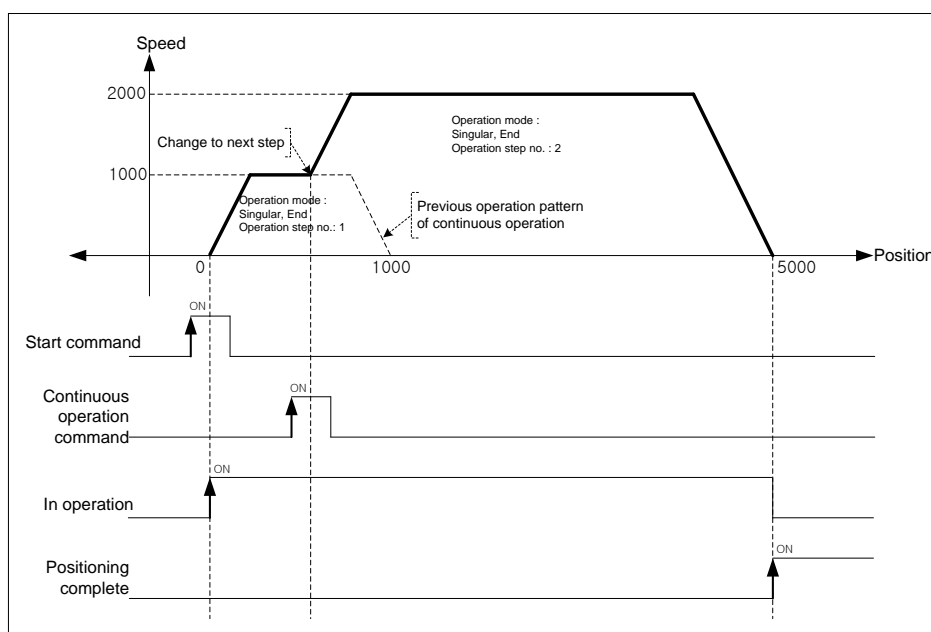 Speed
2000
Operation mode :
Singular, End
Operation step no. : 2
Change to next step
1000
Operation mode :
Singular, End
Operation step no.: 1
Previous operation pattern
of continuous operation
Position
0
1000
5000
ON
Start command
ON
Continuous
operation
command
ON
In operation
ON
Positioning
complete